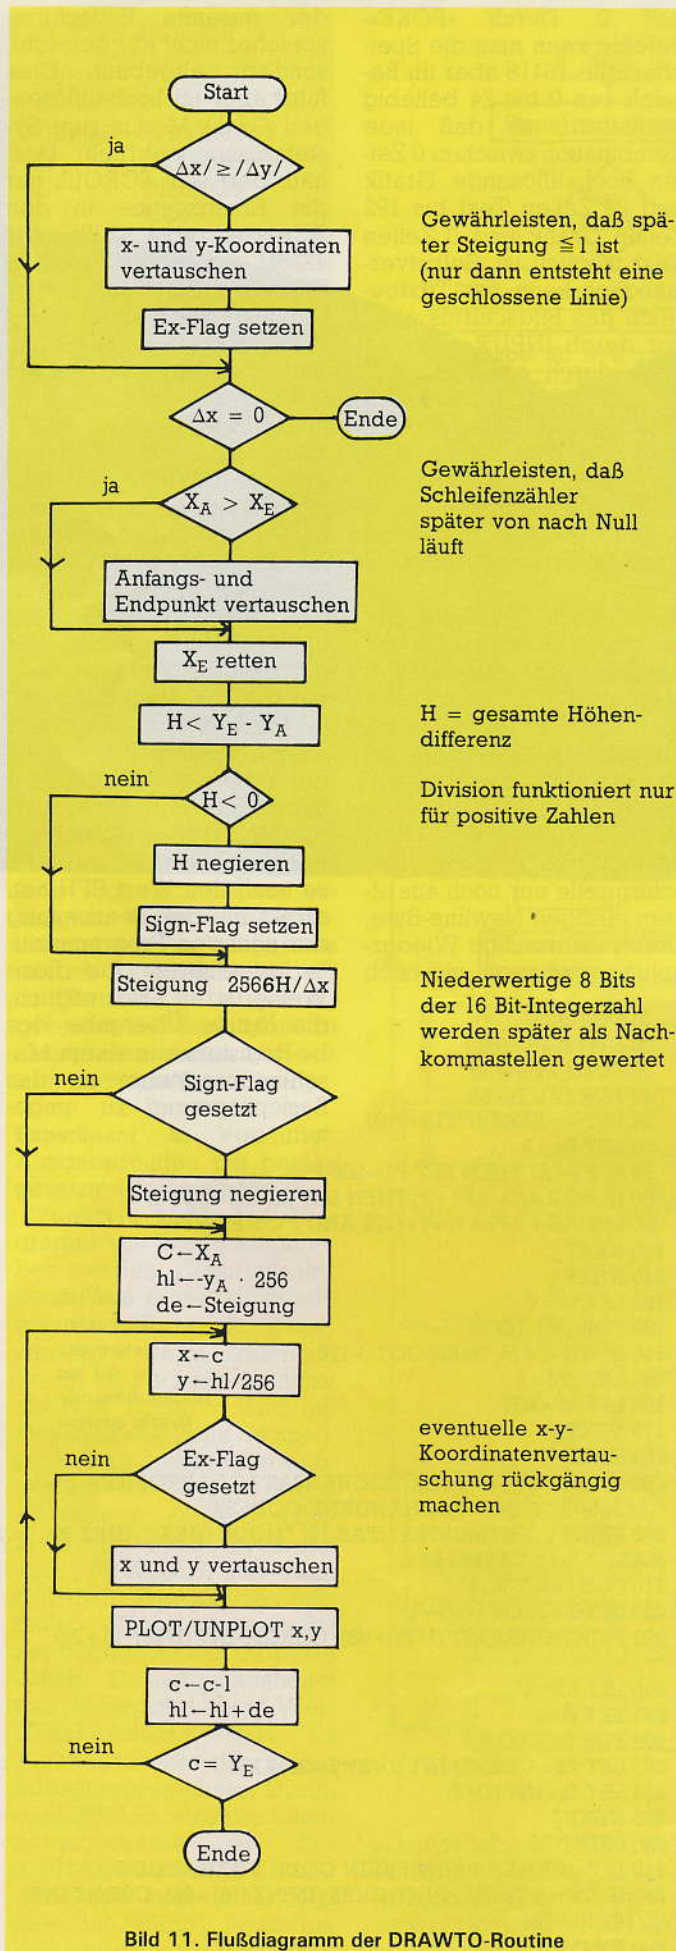 Start
ja
Δx/≥/Δy/
x- und y-Koordinaten
vertauschen
Gewährleisten, daß spä-
ter Steigung ≦1 ist
(nur dann entsteht eine
geschlossene Linie)
Ex-Flag setzen
Δx = 0
Ende
ja
X_A > X_E
Gewährleisten, daß
Schleifenzähler
später von nach Null
läuft
Anfangs- und
Endpunkt vertauschen
X_E retten
H< Y_E - Y_A
H = gesamte Höhen-
differenz
nein
H< 0
Division funktioniert nur
für positive Zahlen
H negieren
Sign-Flag setzen
Steigung 2566H/Δx
Niederwertige 8 Bits
der 16 Bit-Integerzahl
werden später als Nach-
kommastellen gewertet
nein
Sign-Flag
gesetzt
Steigung negieren
C←X_A
hl←-y_A · 256
de←Steigung
x←c
y←hl/256
nein
Ex-Flag
gesetzt
eventuelle x-y-
Koordinatenvertau-
schung rückgängig
machen
x und y vertauschen
PLOT/UNPLOT x,y
c←c-l
hl←hl+de
nein
c= Y_E
Ende
Bild 11. Flußdiagramm der DRAWTO-Routine